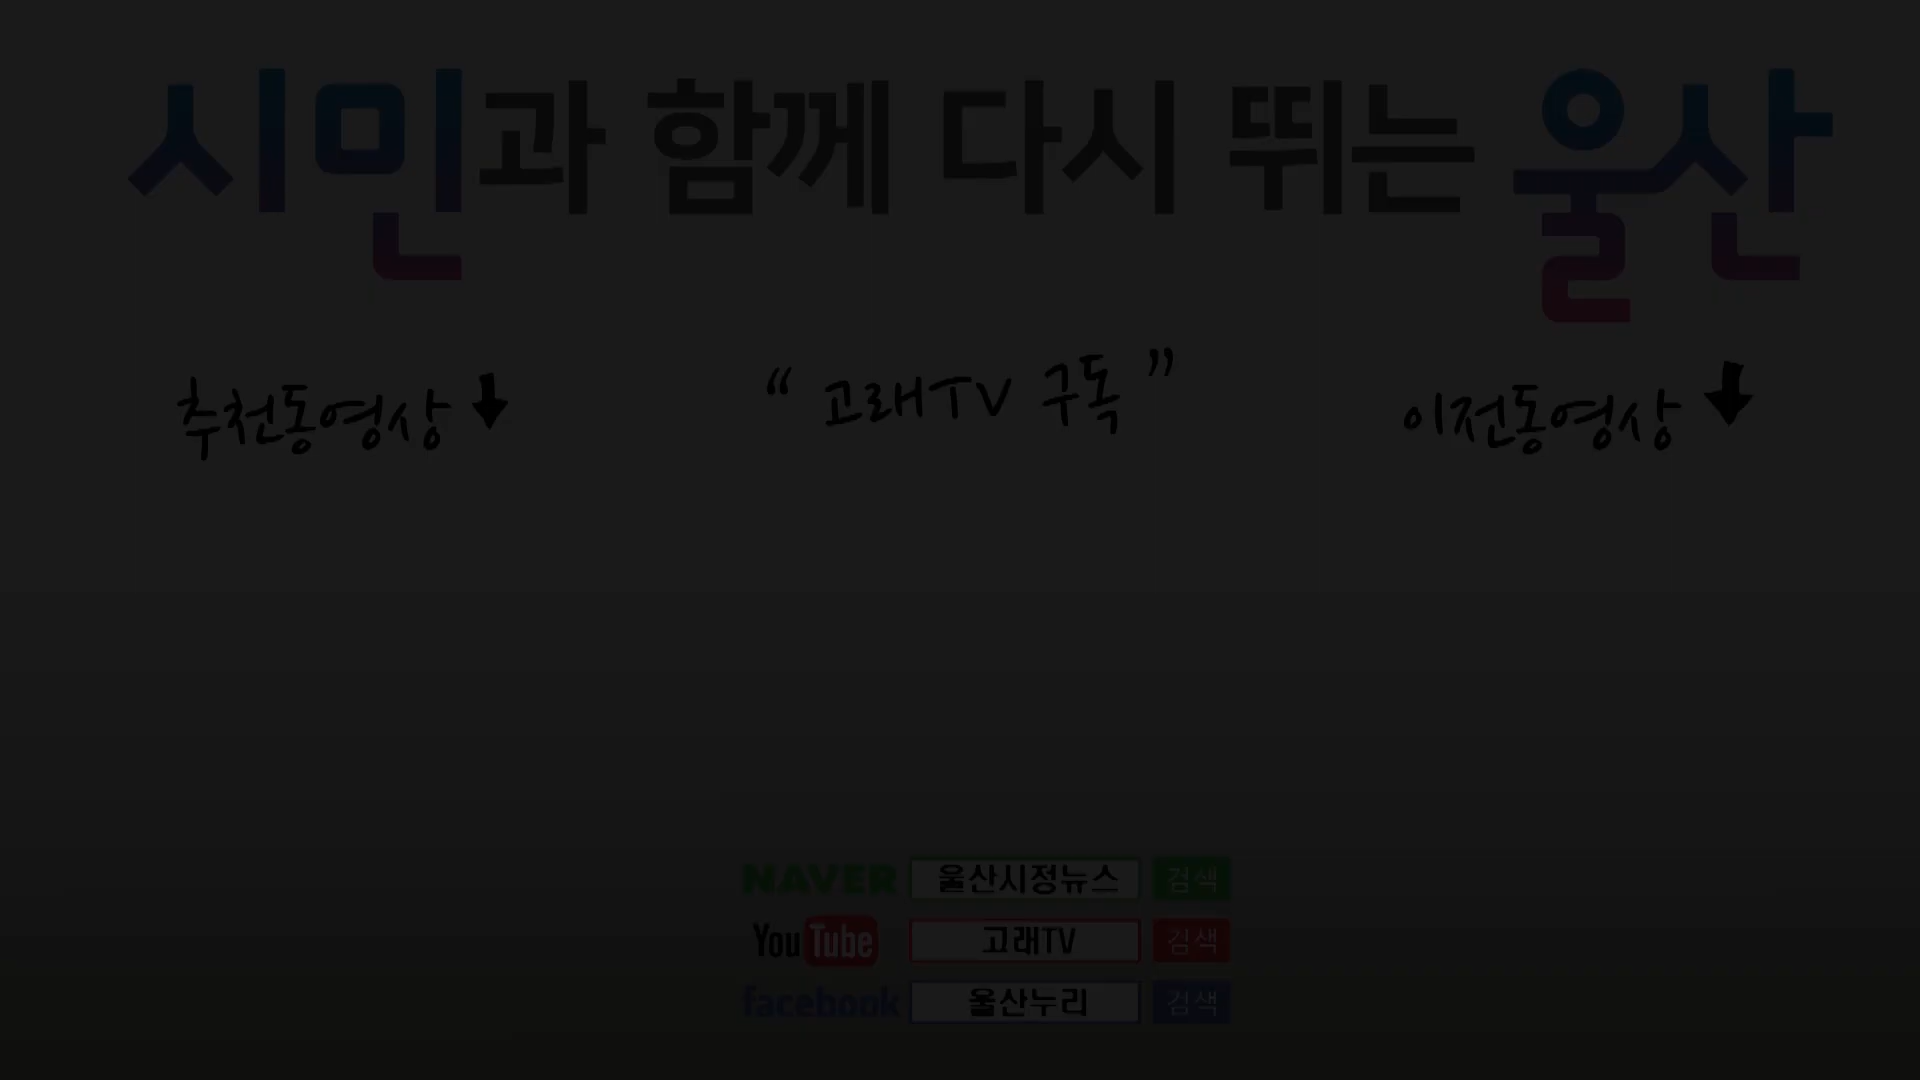 시민과 함께 다시 뛰는 울산
추천동영상
“ 고래TV 구독 ”
이전동영상
NAVER 울산시정뉴스 검색
YouTube 고래TV 검색
facebook 울산누리 검색